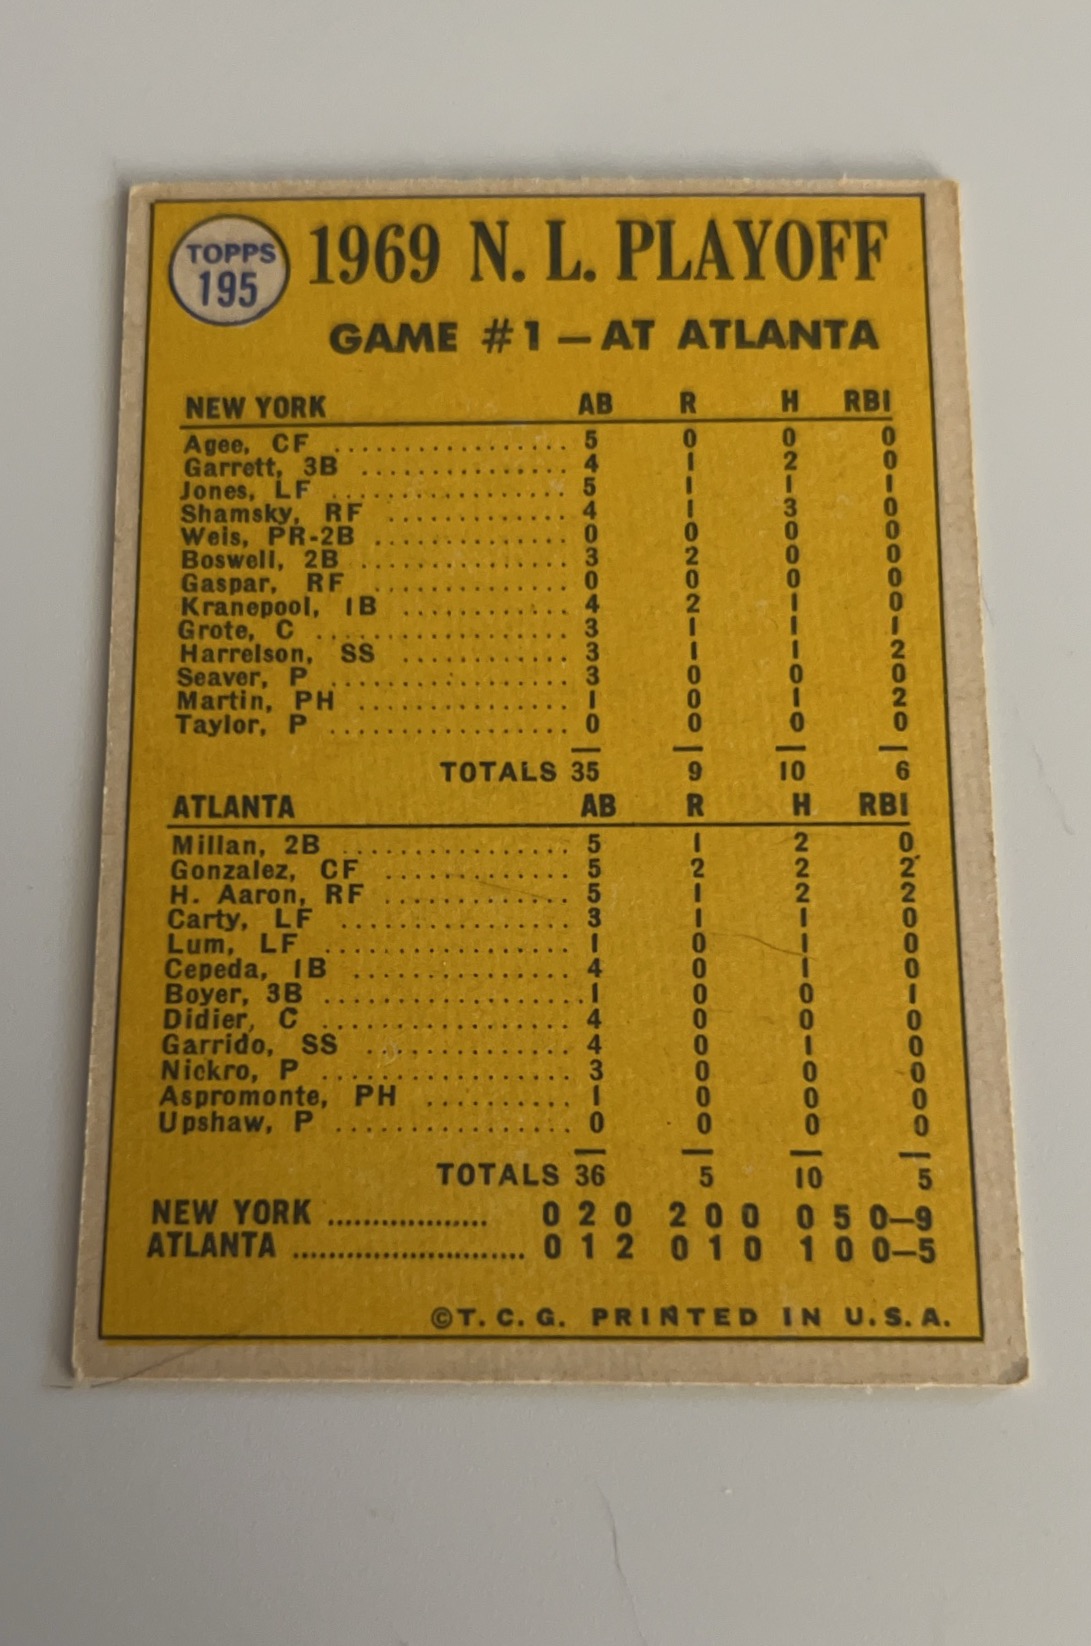 TOPPS
195
1969 N. L. PLAYOFF
GAME #1 — AT ATLANTA
NEW YORK AB R H RBI
Agee, CF .................. 5 0 0 0
Garrett, 3B ................ 4 1 2 0
Jones, LF .................. 5 1 1 1
Shamsky, RF .............. 4 1 3 0
Weis, PR-2B ............... 0 0 0 0
Boswell, 2B ................ 3 2 0 0
Gaspar, RF ................. 0 0 0 0
Kranepool, 1B ............. 4 2 1 0
Grote, C ................... 3 1 1 1
Harrelson, SS ............. 3 1 1 2
Seaver, P .................. 3 0 0 0
Martin, PH ................ 1 0 1 2
Taylor, P .................. 0 0 0 0
TOTALS 35 9 10 6
ATLANTA AB R H RBI
Millan, 2B ................. 5 1 2 0
Gonzalez, CF .............. 5 2 2 2
H. Aaron, RF .............. 5 1 2 2
Carty, LF ................. 3 1 1 0
Lum, LF ................... 1 0 1 0
Cepeda, 1B ................ 4 0 1 0
Boyer, 3B .................. 1 0 0 1
Didier, C .................. 4 0 0 0
Garrido, SS ............... 4 0 1 0
Nickro, P .................. 3 0 0 0
Aspromonte, PH .......... 1 0 0 0
Upshaw, P ................. 0 0 0 0
TOTALS 36 5 10 5
NEW YORK .................. 0 2 0 2 0 0 0 5 0—9
ATLANTA .......................... 0 1 2 0 1 0 1 0 0—5
©T. C. G. PRINTED IN U. S. A.